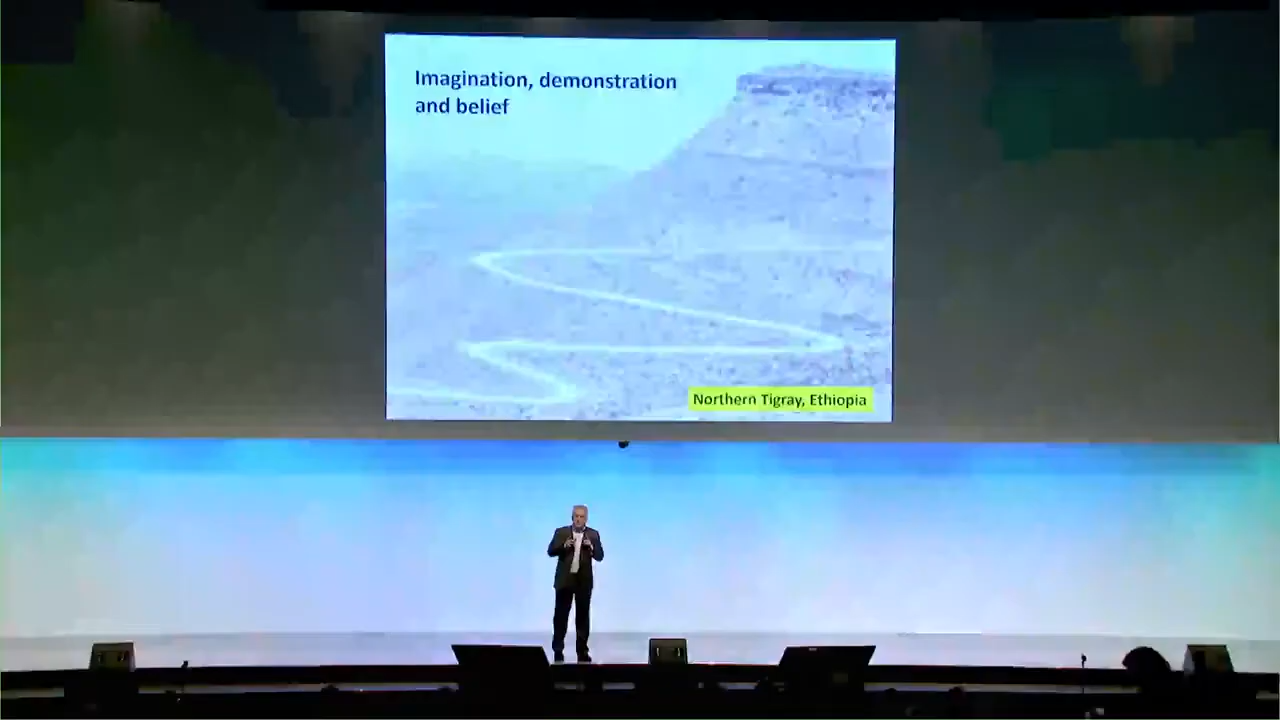 Imagination, demonstration
and belief
Northern Tigray, Ethiopia